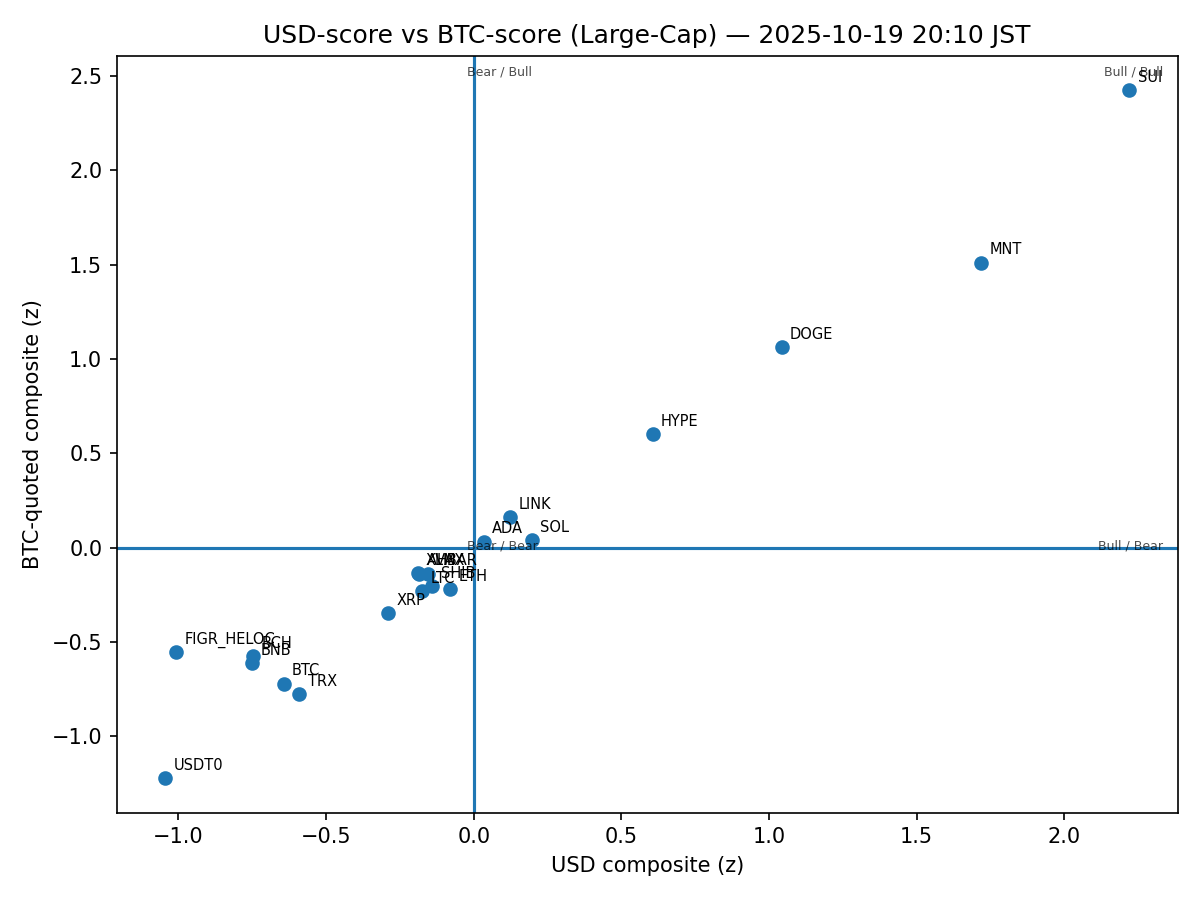 USD-score vs BTC-score (Large-Cap) — 2025-10-19 20:10 JST
BTC-quoted composite (z)
2.5
2.0
1.5
1.0
0.5
0.0
−0.5
−1.0
Bear / Bull
Bull / Bull
SUI
MNT
DOGE
HYPE
LINK
SOL
ADA
Bear / Bear
Bull / Bear
SHIB
ETH
LTC
XRP
FIGR_HELOC
BCH
BNB
BTC
TRX
USDT0
−1.0
−0.5
0.0
0.5
1.0
1.5
2.0
USD composite (z)